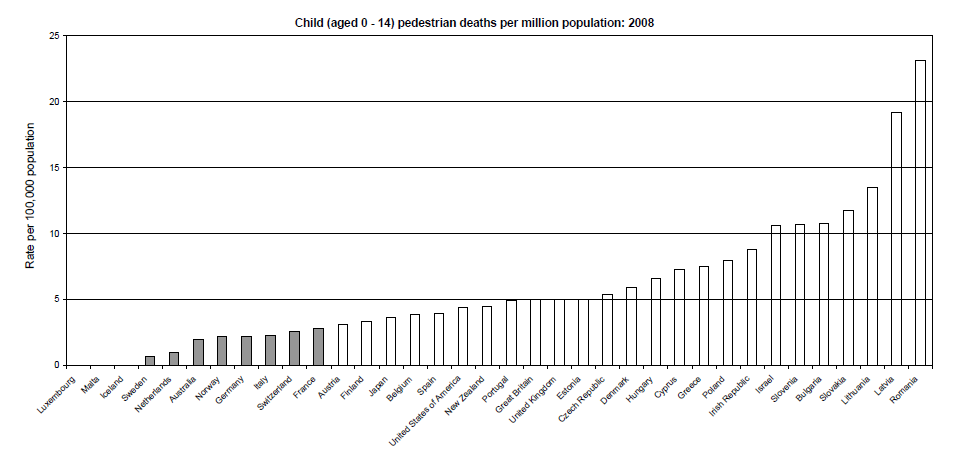 Child (aged 0 - 14) pedestrian deaths per million population: 2008
Rate per 100,000 population
25
20
15
10
5
0
Luxembourg
Malta
Iceland
Sweden
Netherlands
Australia
Norway
Germany
Italy
Switzerland
France
Austria
Finland
Japan
Belgium
Spain
United States of America
New Zealand
Portugal
Great Britain
United Kingdom
Estonia
Czech Republic
Denmark
Hungary
Cyprus
Greece
Poland
Irish Republic
Israel
Slovenia
Bulgaria
Slovakia
Lithuania
Latvia
Romania